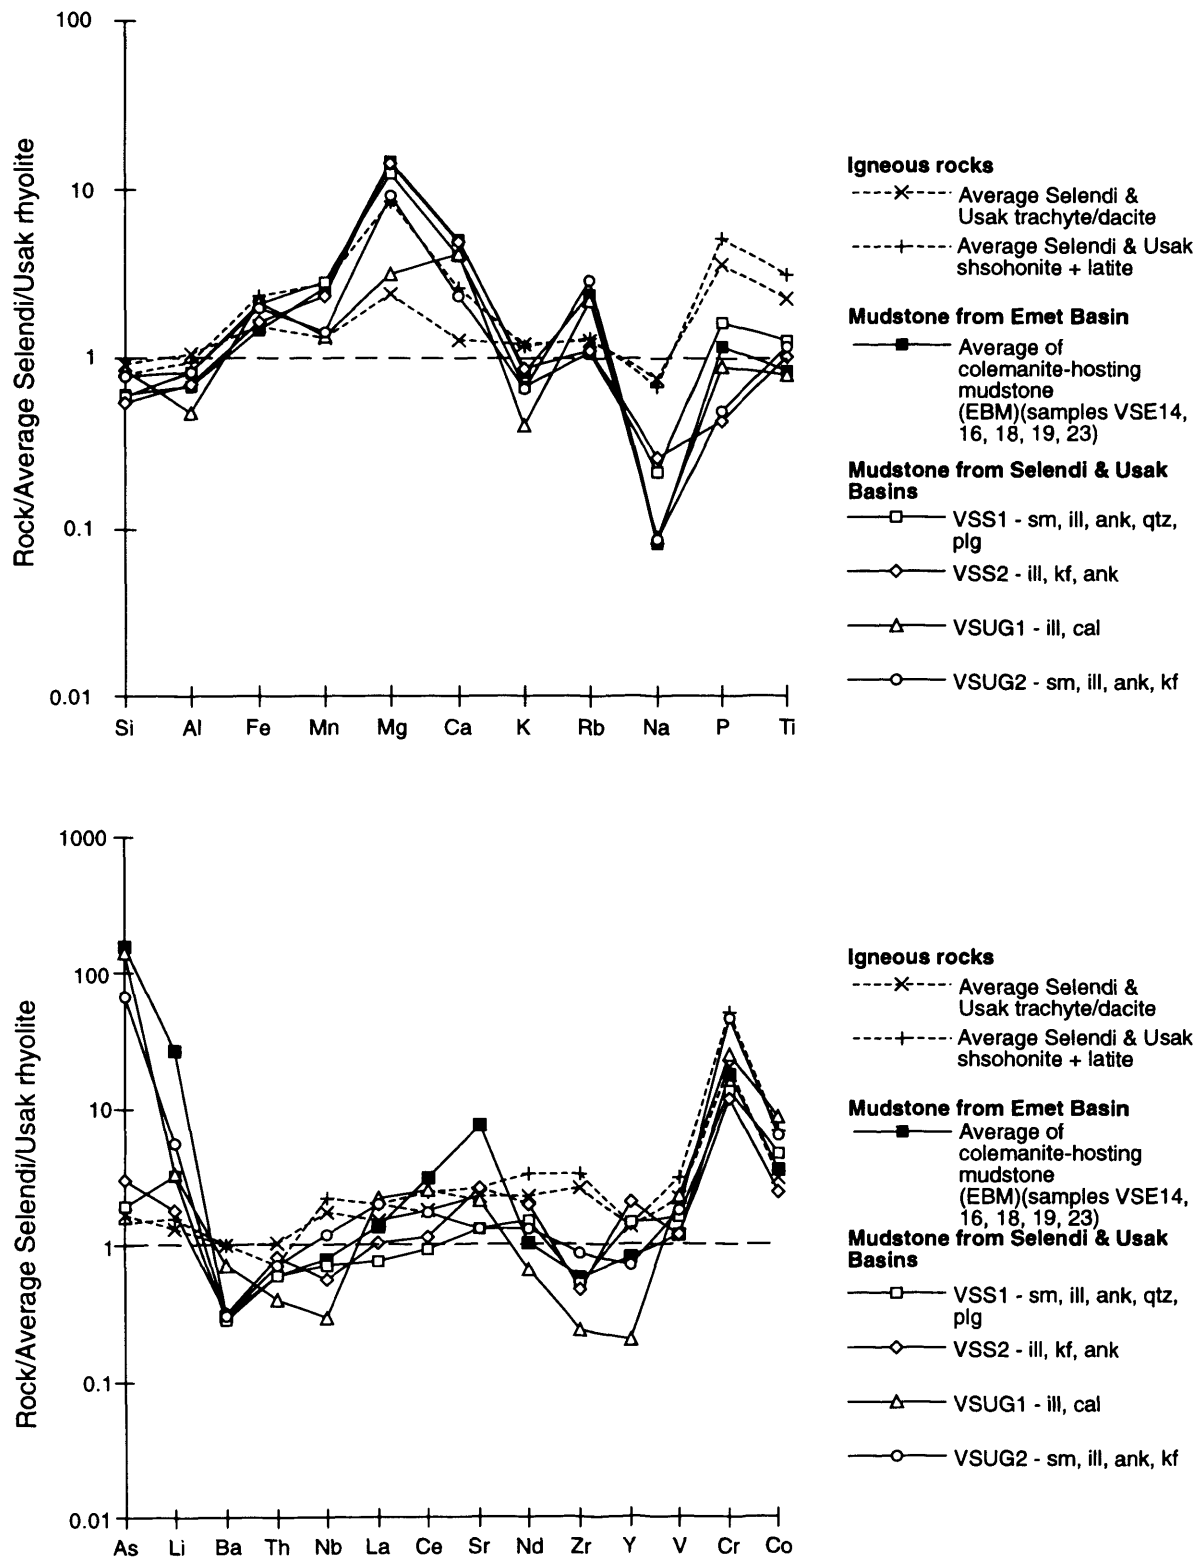 100
10
1
0.1
0.01
Rock/Average Selendi/Usak rhyolite
Si Al Fe Mn Mg Ca K Rb Na P Ti
Igneous rocks
Average Selendi &
Usak trachyte/dacite
Average Selendi & Usak
shsohonite + latite
Mudstone from Emet Basin
Average of
colemanite-hosting
mudstone
(EBM)(samples VSE14,
16, 18, 19, 23)
Mudstone from Selendi & Usak
Basins
VSS1 - sm, ill, ank, qtz,
plg
VSS2 - ill, kf, ank
VSUG1 - ill, cal
VSUG2 - sm, ill, ank, kf
1000
100
10
1
0.1
0.01
Rock/Average Selendi/Usak rhyolite
As Li Ba Th Nb La Ce Sr Nd Zr Y V Cr Co
Igneous rocks
Average Selendi &
Usak trachyte/dacite
Average Selendi & Usak
shsohonite + latite
Mudstone from Emet Basin
Average of
colemanite-hosting
mudstone
(EBM)(samples VSE14,
16, 18, 19, 23)
Mudstone from Selendi & Usak
Basins
VSS1 - sm, ill, ank, qtz,
plg
VSS2 - ill, kf, ank
VSUG1 - ill, cal
VSUG2 - sm, ill, ank, kf